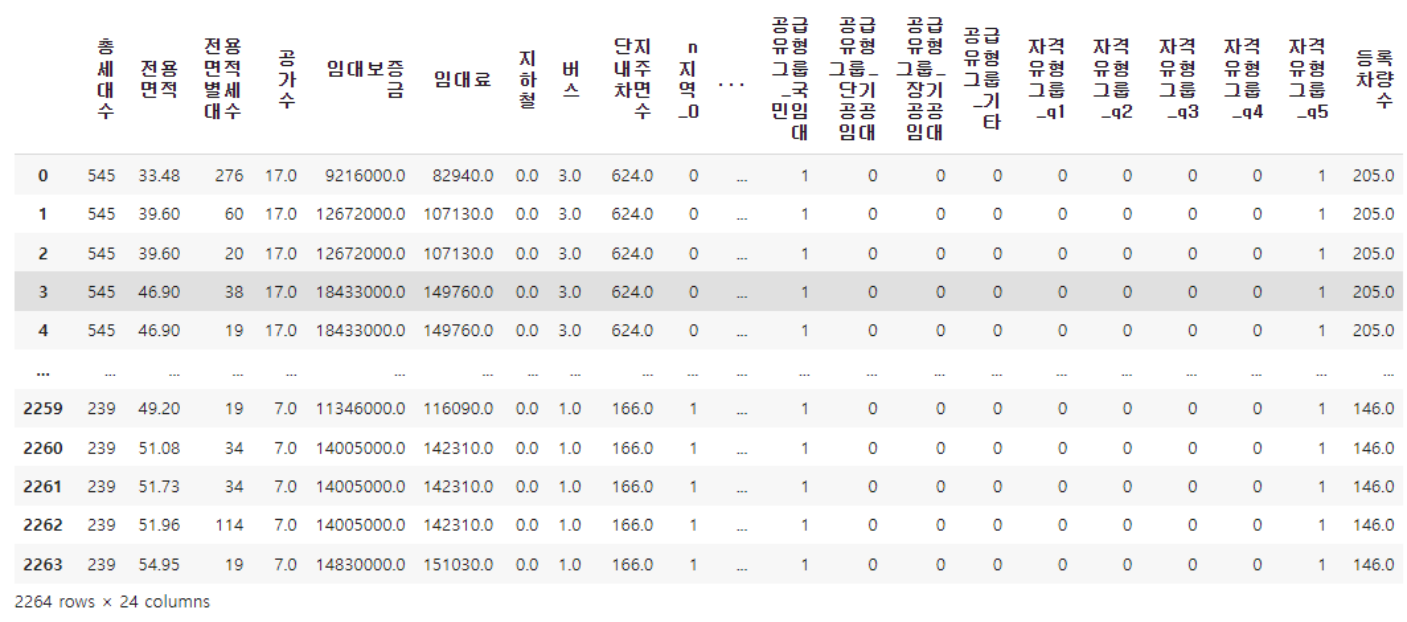 총세대수 전용면적 전용면적별세대수 공가수 임대보증금 임대료 지하철 버스 단지내주차면수 n지역_0 ... 공급유형그룹_국민임대 공급유형그룹_단기공공임대 공급유형그룹_장기공공임대 공급유형그룹_기타 자격유형그룹_q1 자격유형그룹_q2 자격유형그룹_q3 자격유형그룹_q4 자격유형그룹_q5 등록차량수
0 545 33.48 276 17.0 9216000.0 82940.0 0.0 3.0 624.0 0 ... 1 0 0 0 0 0 0 0 1 205.0
1 545 39.60 60 17.0 12672000.0 107130.0 0.0 3.0 624.0 0 ... 1 0 0 0 0 0 0 0 1 205.0
2 545 39.60 20 17.0 12672000.0 107130.0 0.0 3.0 624.0 0 ... 1 0 0 0 0 0 0 0 1 205.0
3 545 46.90 38 17.0 18433000.0 149760.0 0.0 3.0 624.0 0 ... 1 0 0 0 0 0 0 0 1 205.0
4 545 46.90 19 17.0 18433000.0 149760.0 0.0 3.0 624.0 0 ... 1 0 0 0 0 0 0 0 1 205.0
... ... ... ... ... ... ... ... ... ... ... ... ... ... ... ... ... ... ... ... ... ...
2259 239 49.20 19 7.0 11346000.0 116090.0 0.0 1.0 166.0 1 ... 1 0 0 0 0 0 0 0 1 146.0
2260 239 51.08 34 7.0 14005000.0 142310.0 0.0 1.0 166.0 1 ... 1 0 0 0 0 0 0 0 1 146.0
2261 239 51.73 34 7.0 14005000.0 142310.0 0.0 1.0 166.0 1 ... 1 0 0 0 0 0 0 0 1 146.0
2262 239 51.96 114 7.0 14005000.0 142310.0 0.0 1.0 166.0 1 ... 1 0 0 0 0 0 0 0 1 146.0
2263 239 54.95 19 7.0 14830000.0 151030.0 0.0 1.0 166.0 1 ... 1 0 0 0 0 0 0 0 1 146.0
2264 rows × 24 columns